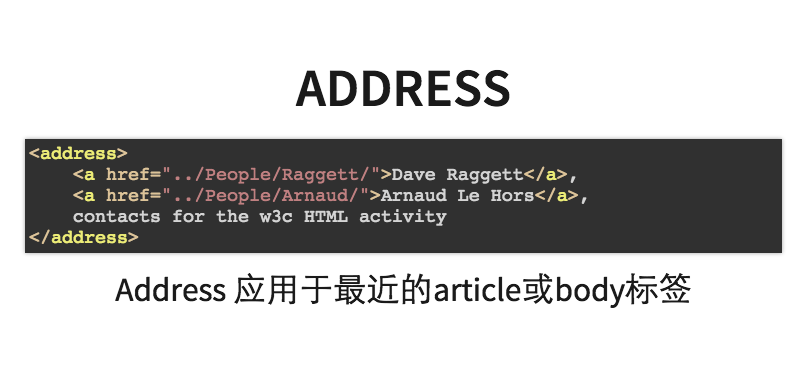 ADDRESS
<address>
    <a href="../People/Raggett/">Dave Raggett</a>,
    <a href="../People/Arnaud/">Arnaud Le Hors</a>,
    contacts for the w3c HTML activity
</address>
Address 应用于最近的article或body标签